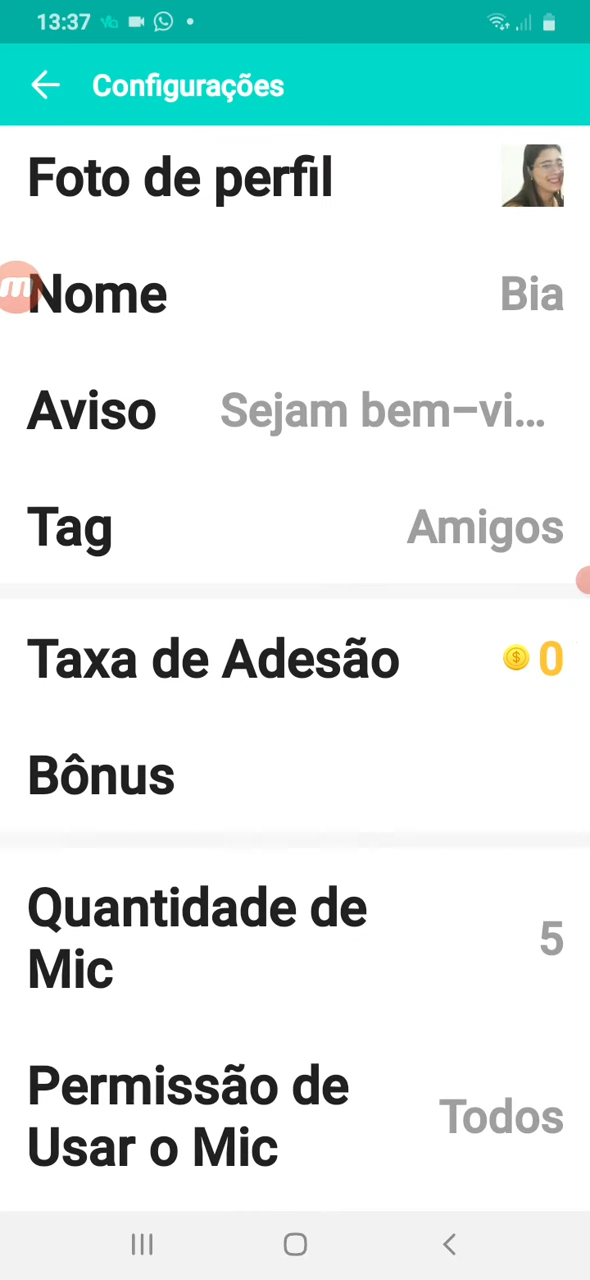 13:37
Configurações
Foto de perfil
Nome Bia
Aviso Sejam bem-vi...
Tag Amigos
Taxa de Adesão 0
Bônus
Quantidade de
Mic 5
Permissão de
Usar o Mic Todos